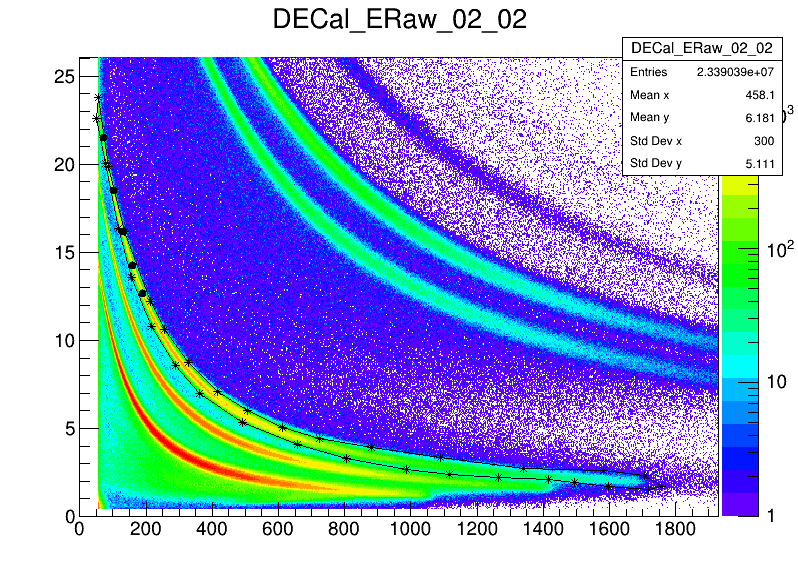 DECal_ERaw_02_02
DECal_ERaw_02_02
Entries 2.339039e+07
Mean x 458.1
Mean y 6.181
Std Dev x 300
Std Dev y 5.111
25
20
15
10
5
0
0 200 400 600 800 1000 1200 1400 1600 1800
10²
10
1